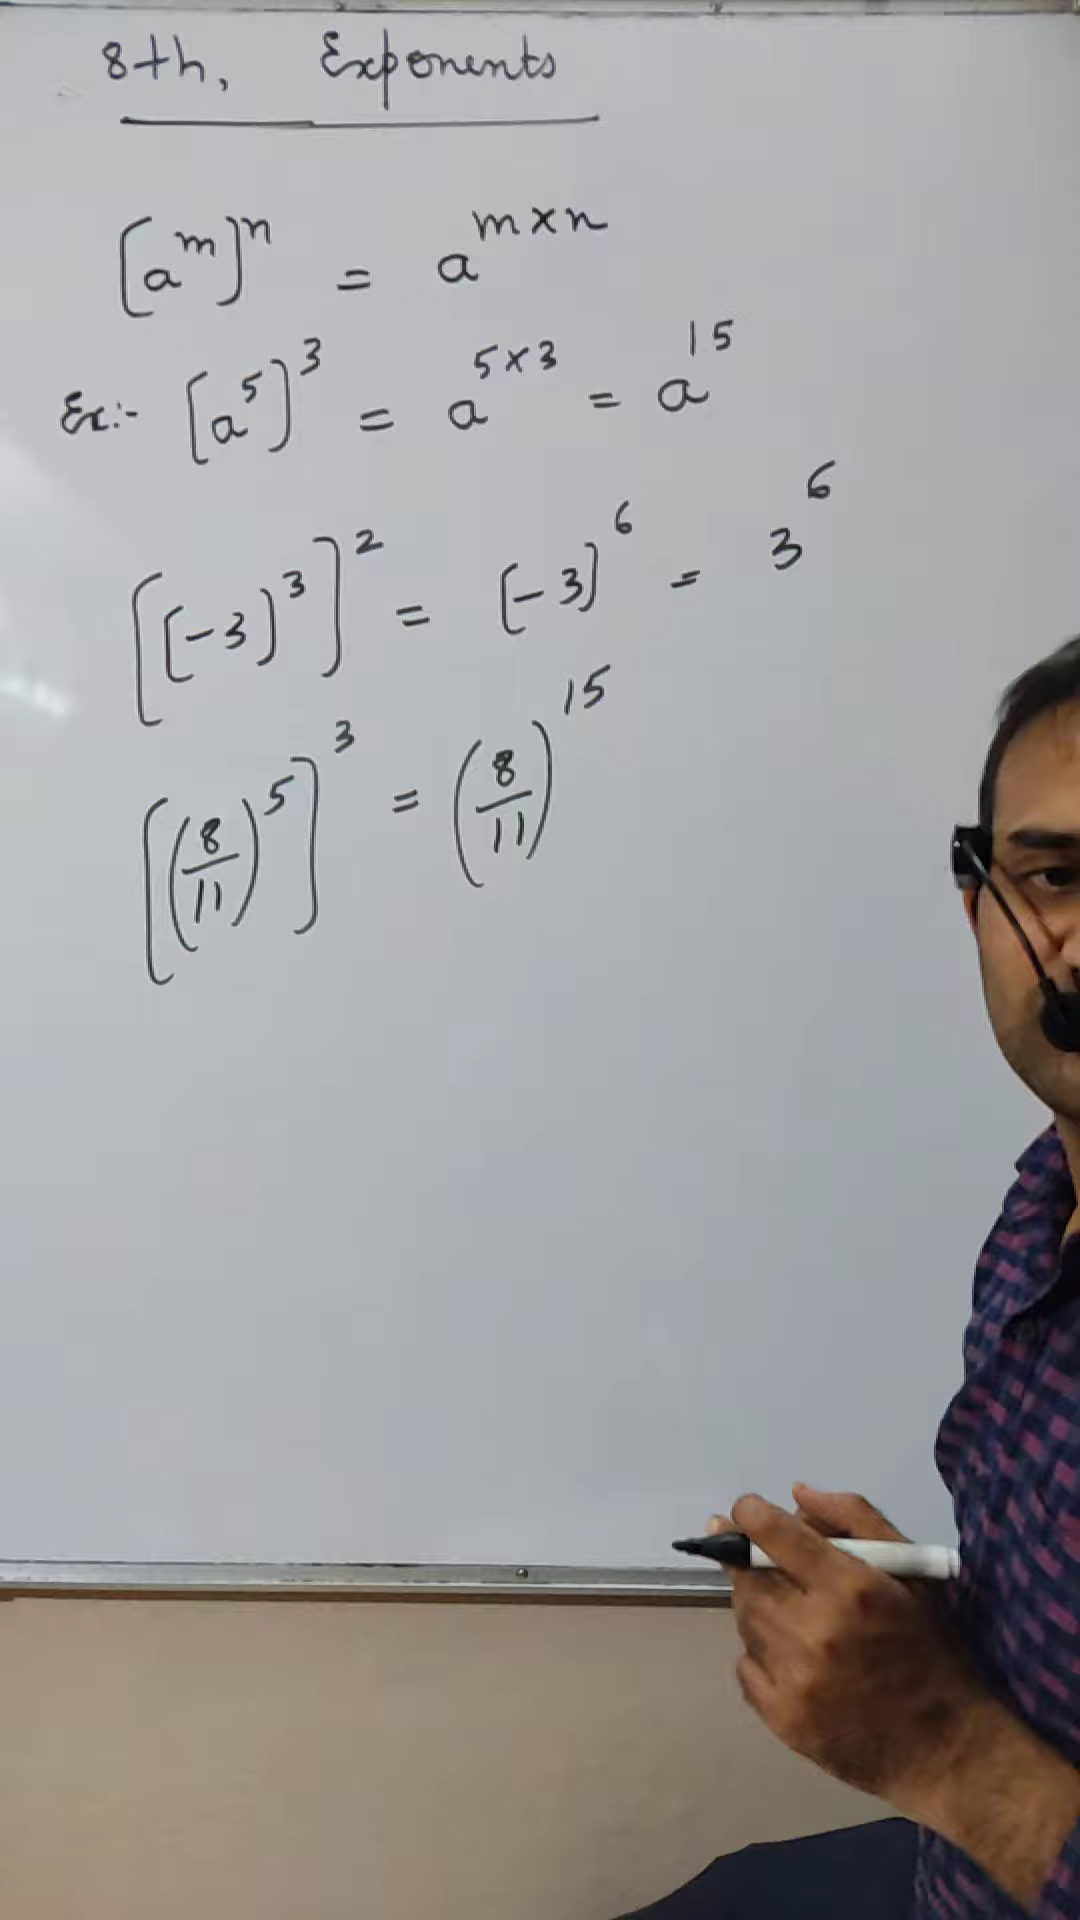 8th, Exponents
[a^m]^n = a^(m×n)
Ex:- [a^5]^3 = a^(5×3) = a^15
[[-3)^3]^2 = [-3]^6 = 3^6
[(8/11)^5]^3 = (8/11)^15